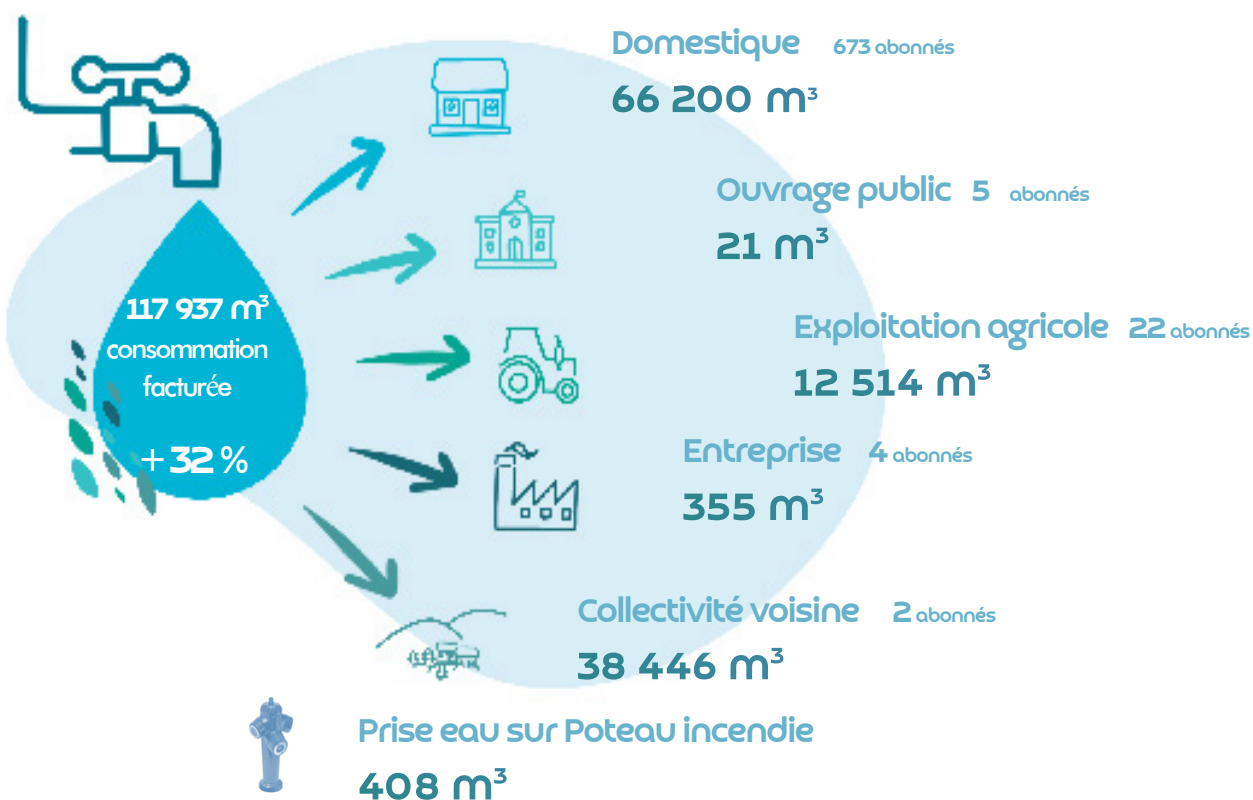 Domestique 673 abonnés
66 200 m³
Ouvrage public 5 abonnés
21 m³
117 937 m³
consommation
facturée
+ 32 %
Exploitation agricole 22 abonnés
12 514 m³
Entreprise 4 abonnés
355 m³
Collectivité voisine 2 abonnés
38 446 m³
Prise eau sur Poteau incendie
408 m³